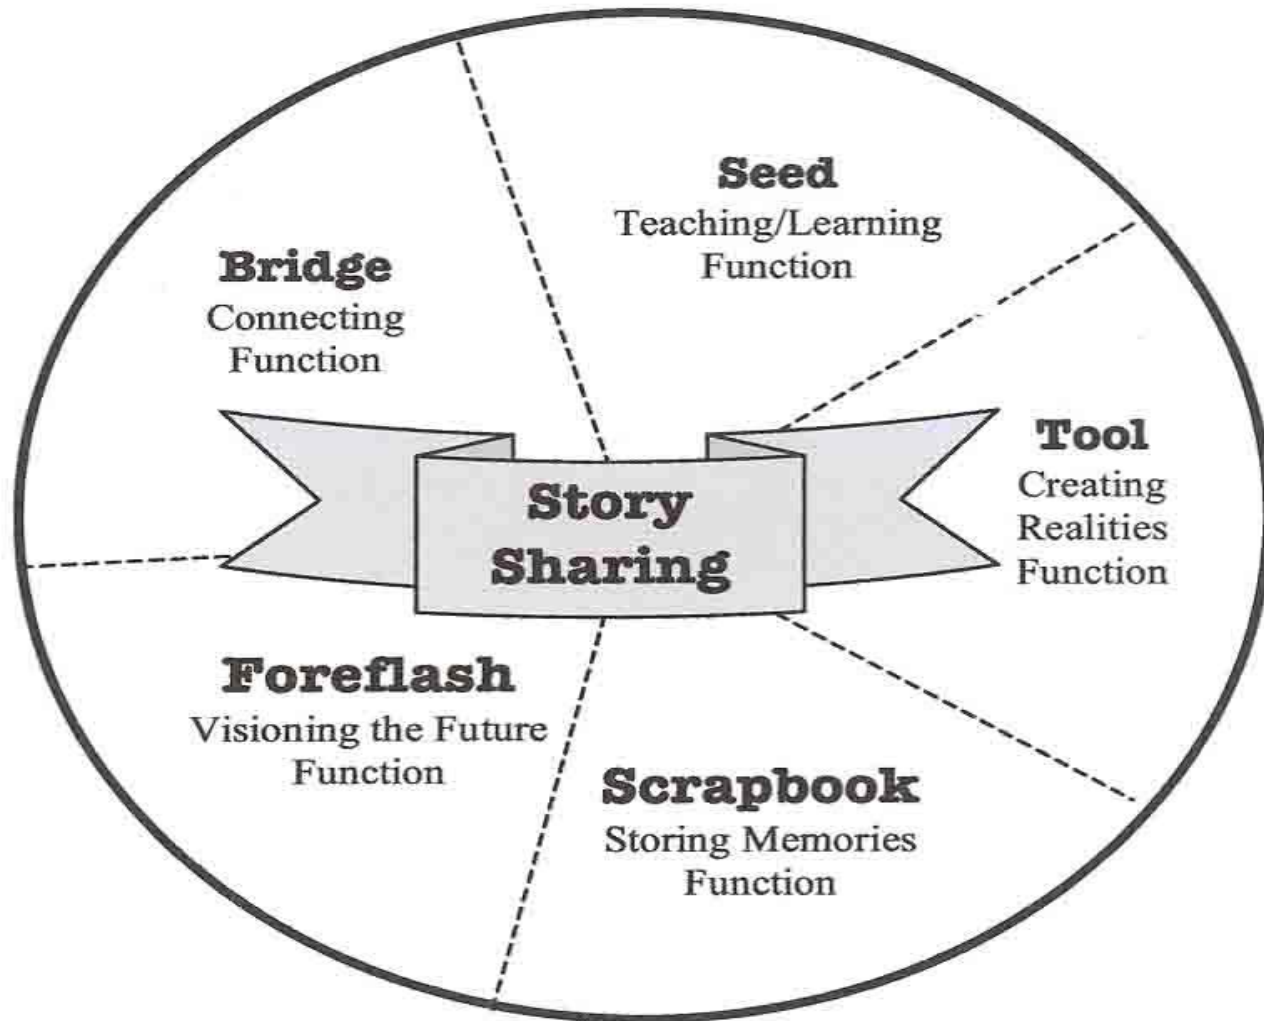 Seed
Teaching/Learning
Function
Bridge
Connecting
Function
Tool
Creating
Realities
Function
Story
Sharing
Foreflash
Visioning the Future
Function
Scrapbook
Storing Memories
Function